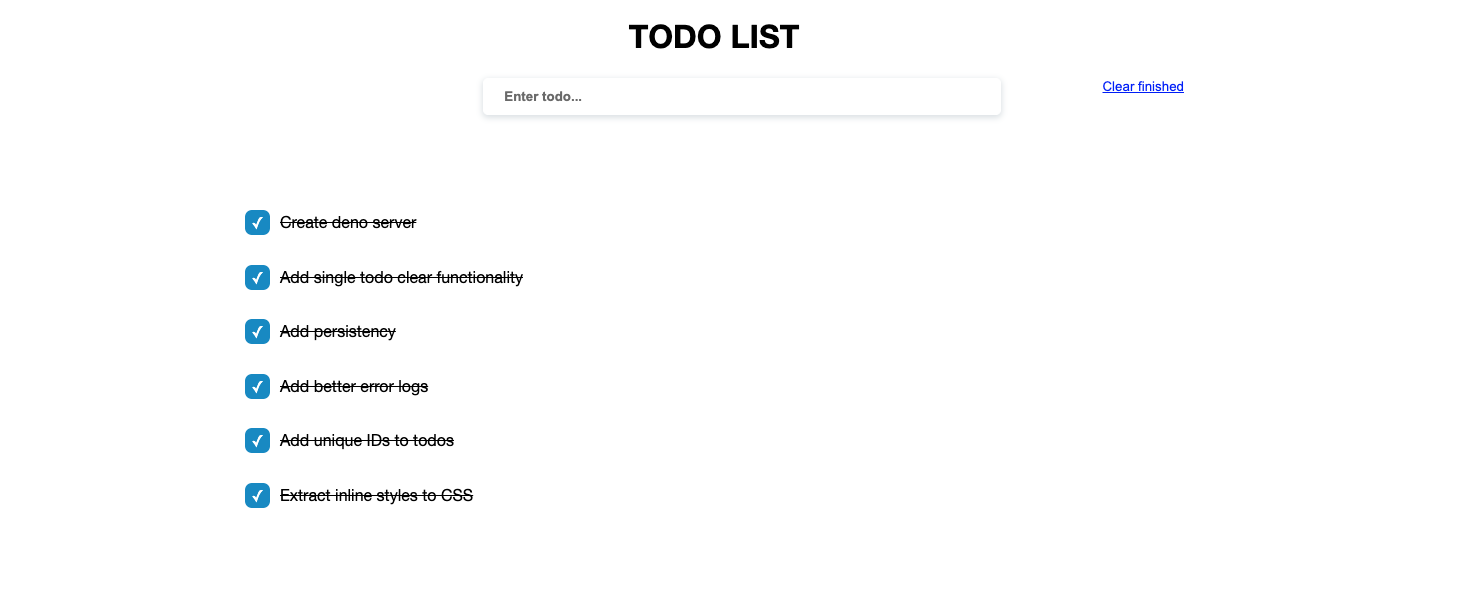 TODO LIST
Enter todo...
Clear finished
Create deno server
Add single todo clear functionality
Add persistency
Add better error logs
Add unique IDs to todos
Extract inline styles to CSS